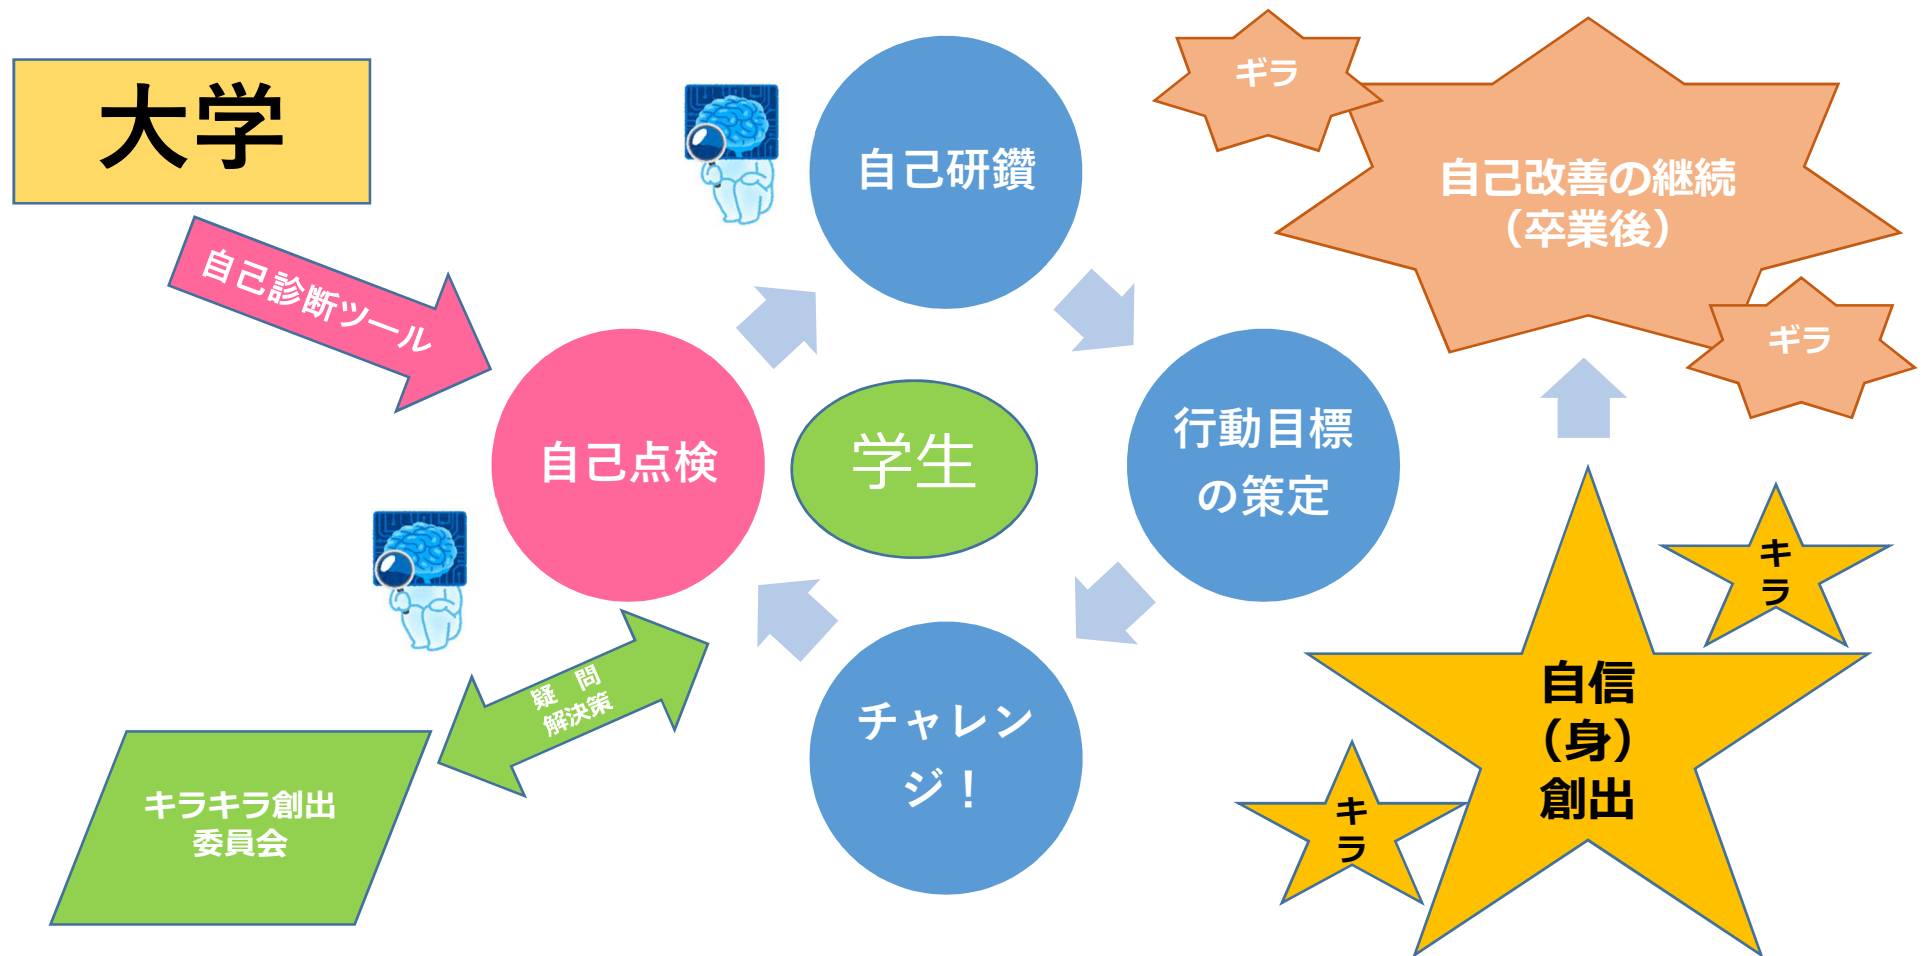 大学
自己診断ツール
自己研鑽
ギラ
自己改善の継続
（卒業後）
ギラ
自己点検
学生
行動目標
の策定
疑　問
解決策
チャレン
ジ！
キラキラ創出
委員会
キ
ラ
自信
（身）
創出
キ
ラ